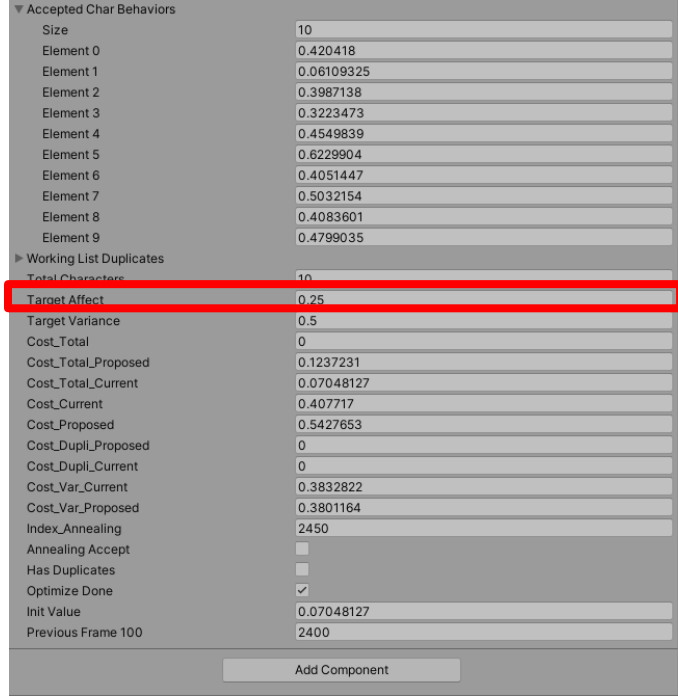 Accepted Char Behaviors
Size 10
Element 0 0.420418
Element 1 0.06109325
Element 2 0.3987138
Element 3 0.3223473
Element 4 0.4549839
Element 5 0.6229904
Element 6 0.4051447
Element 7 0.5032154
Element 8 0.4083601
Element 9 0.4799035
Working List Duplicates
Total Characters 10
Target Affect 0.25
Target Variance 0.5
Cost_Total 0
Cost_Total_Proposed 0.1237231
Cost_Total_Current 0.07048127
Cost_Current 0.407717
Cost_Proposed 0.5427653
Cost_Dupli_Proposed 0
Cost_Dupli_Current 0
Cost_Var_Current 0.3832822
Cost_Var_Proposed 0.3801164
Index_Annealing 2450
Annealing Accept
Has Duplicates
Optimize Done
Init Value 0.07048127
Previous Frame 100 2400
Add Component